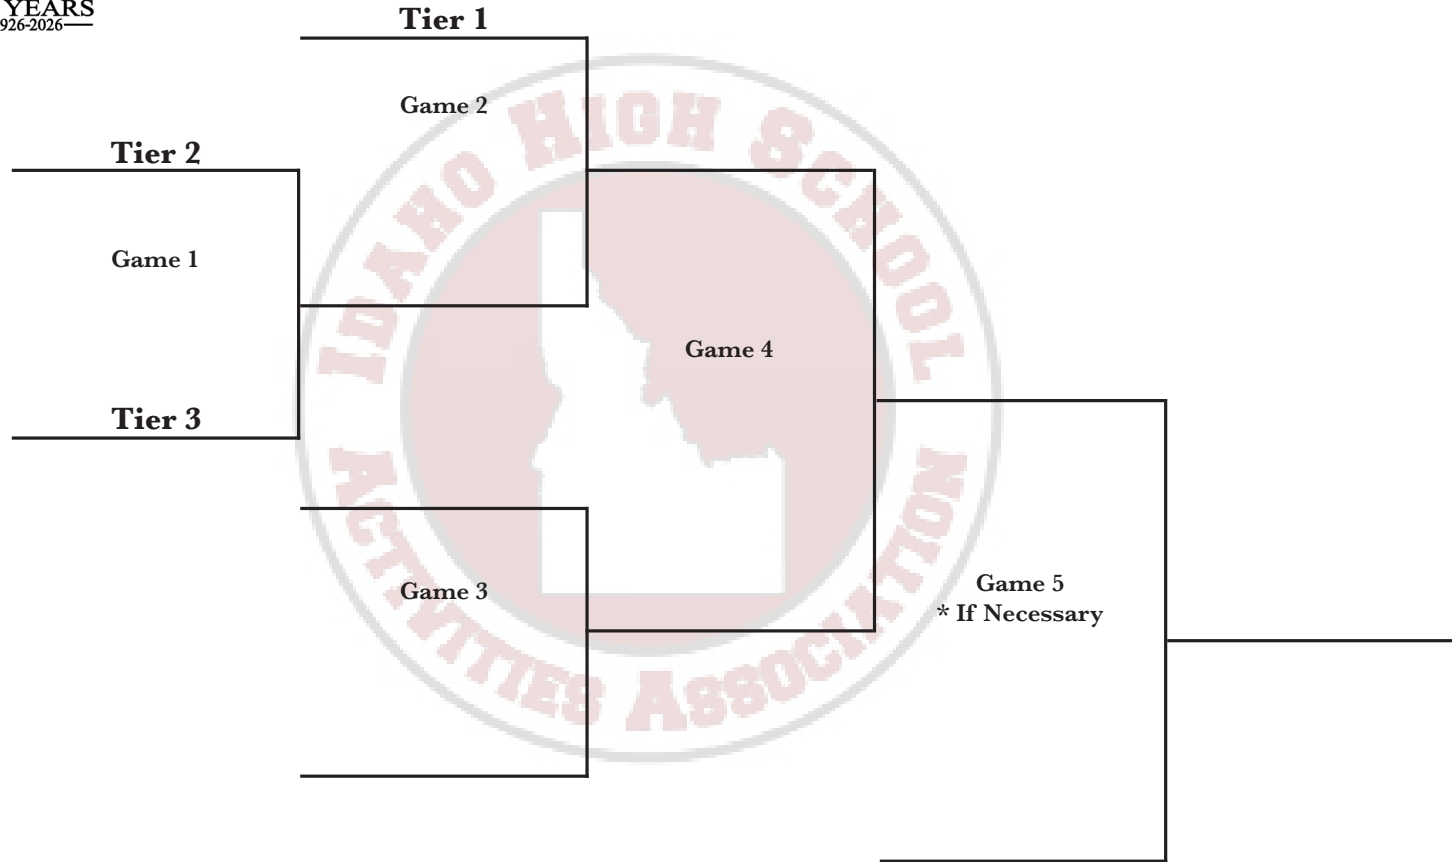 YEARS
926-2026
Tier 1
Game 2
Tier 2
Game 1
Game 4
Tier 3
Game 3
Game 5
* If Necessary
IDAHO HIGH SCHOOL
ACTIVITIES ASSOCIATION